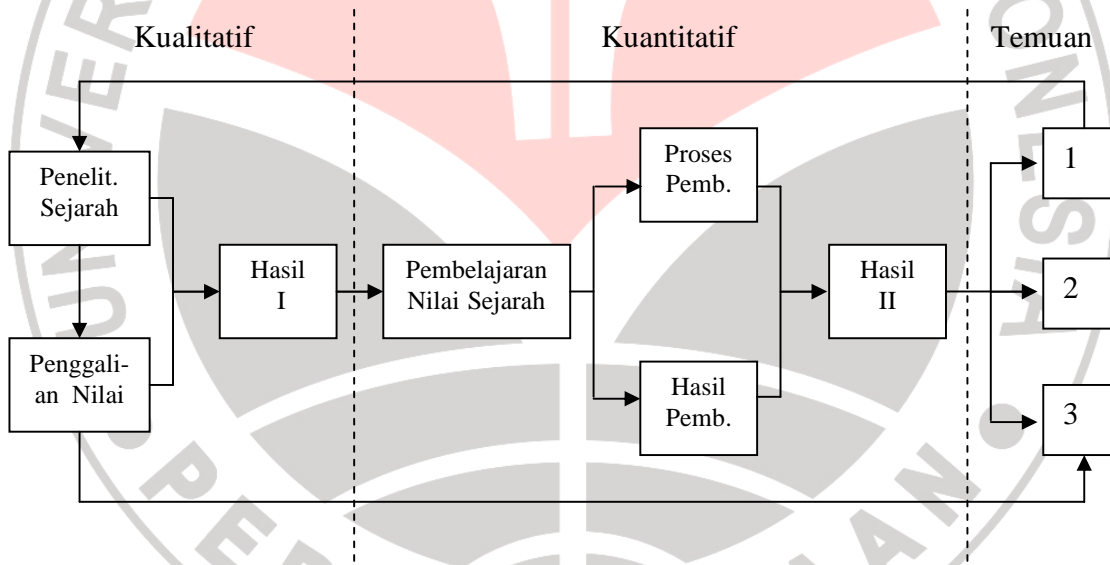 Kualitatif
Kuantitatif
Temuan
Penelit.
Sejarah
Penggali-
an Nilai
Hasil
I
Pembelajaran
Nilai Sejarah
Proses
Pemb.
Hasil
Pemb.
Hasil
II
1
2
3